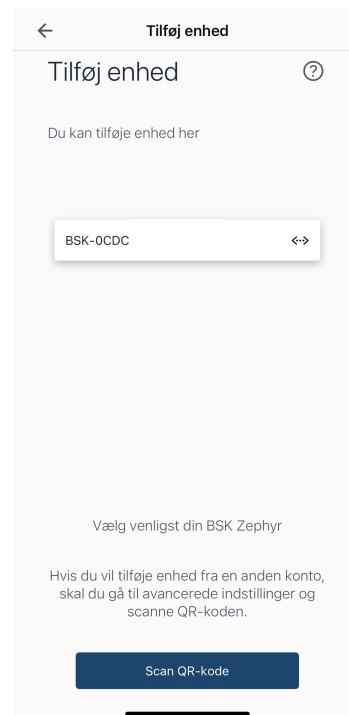 Tilføj enhed
Tilføj enhed
Du kan tilføje enhed her
BSK-0CDC
Vælg venligst din BSK Zephyr
Hvis du vil tilføje enhed fra en anden konto,
skal du gå til avancerede indstillinger og
scanne QR-koden.
Scan QR-kode